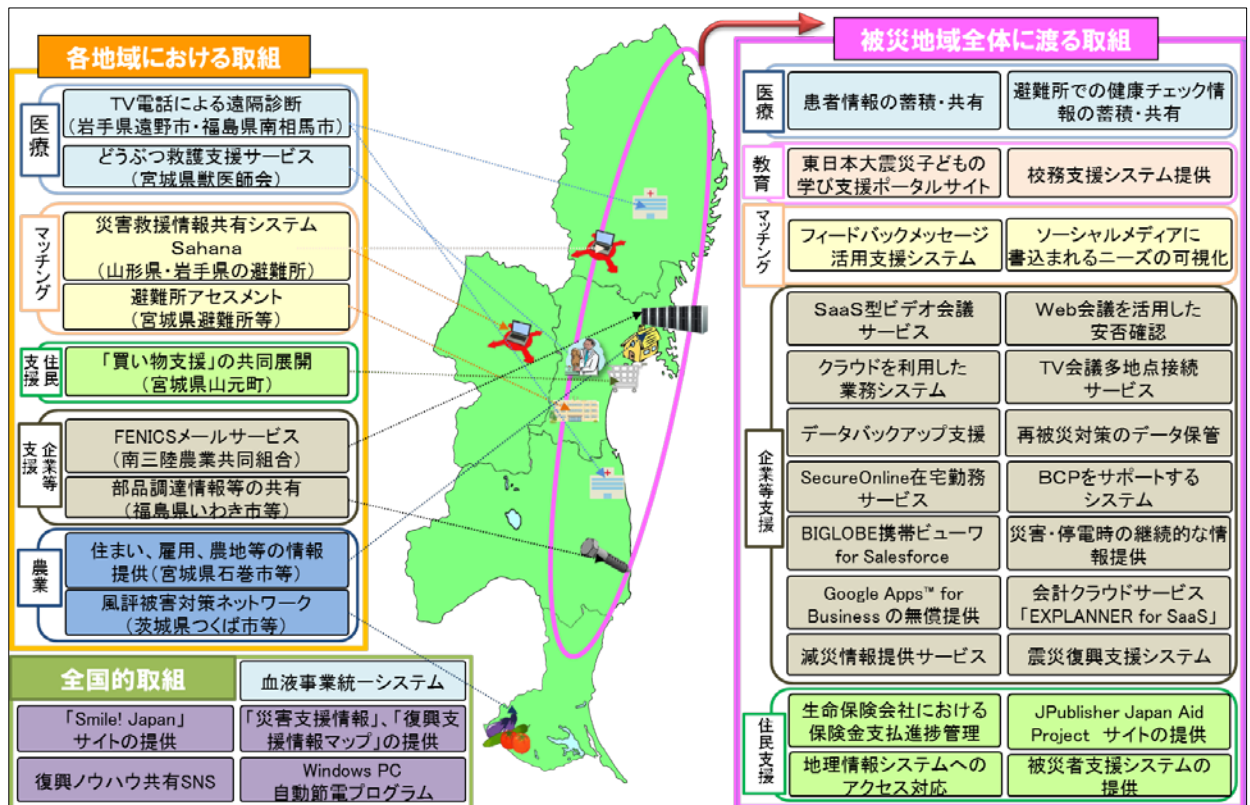 各地域における取組
医療
TV電話による遠隔診断
(岩手県遠野市・福島県南相馬市)
どうぶつ救護支援サービス
(宮城県獣医師会)
マッチング
災害救援情報共有システム
Sahana
(山形県・岩手県の避難所)
避難所アセスメント
(宮城県避難所等)
住民支援
「買い物支援」の共同展開
(宮城県山元町)
企業等支援
FENICSメールサービス
(南三陸農業共同組合)
部品調達情報等の共有
(福島県いわき市等)
農業
住まい、雇用、農地等の情報
提供(宮城県石巻市等)
風評被害対策ネットワーク
(茨城県つくば市等)
全国的取組
血液事業統一システム
「Smile! Japan」
サイトの提供
「災害支援情報」、「復興支
援情報マップ」の提供
復興ノウハウ共有SNS
Windows PC
自動節電プログラム
被災地域全体に渡る取組
医療
患者情報の蓄積・共有
避難所での健康チェック情
報の蓄積・共有
教育
東日本大震災子どもの
学び支援ポータルサイト
校務支援システム提供
マッチング
フィードバックメッセージ
活用支援システム
ソーシャルメディアに
書込まれるニーズの可視化
企業等支援
SaaS型ビデオ会議
サービス
Web会議を活用した
安否確認
クラウドを利用した
業務システム
TV会議多地点接続
サービス
データバックアップ支援
再被災対策のデータ保管
SecureOnline在宅勤務
サービス
BCPをサポートする
システム
BIGLOBE携帯ビューワ
for Salesforce
災害・停電時の継続的な情
報提供
Google Apps™ for
Business の無償提供
会計クラウドサービス
「EXPLANNER for SaaS」
減災情報提供サービス
震災復興支援システム
住民支援
生命保険会社における
保険金支払進捗管理
JPublisher Japan Aid
Project サイトの提供
地理情報システムへの
アクセス対応
被災者支援システムの
提供